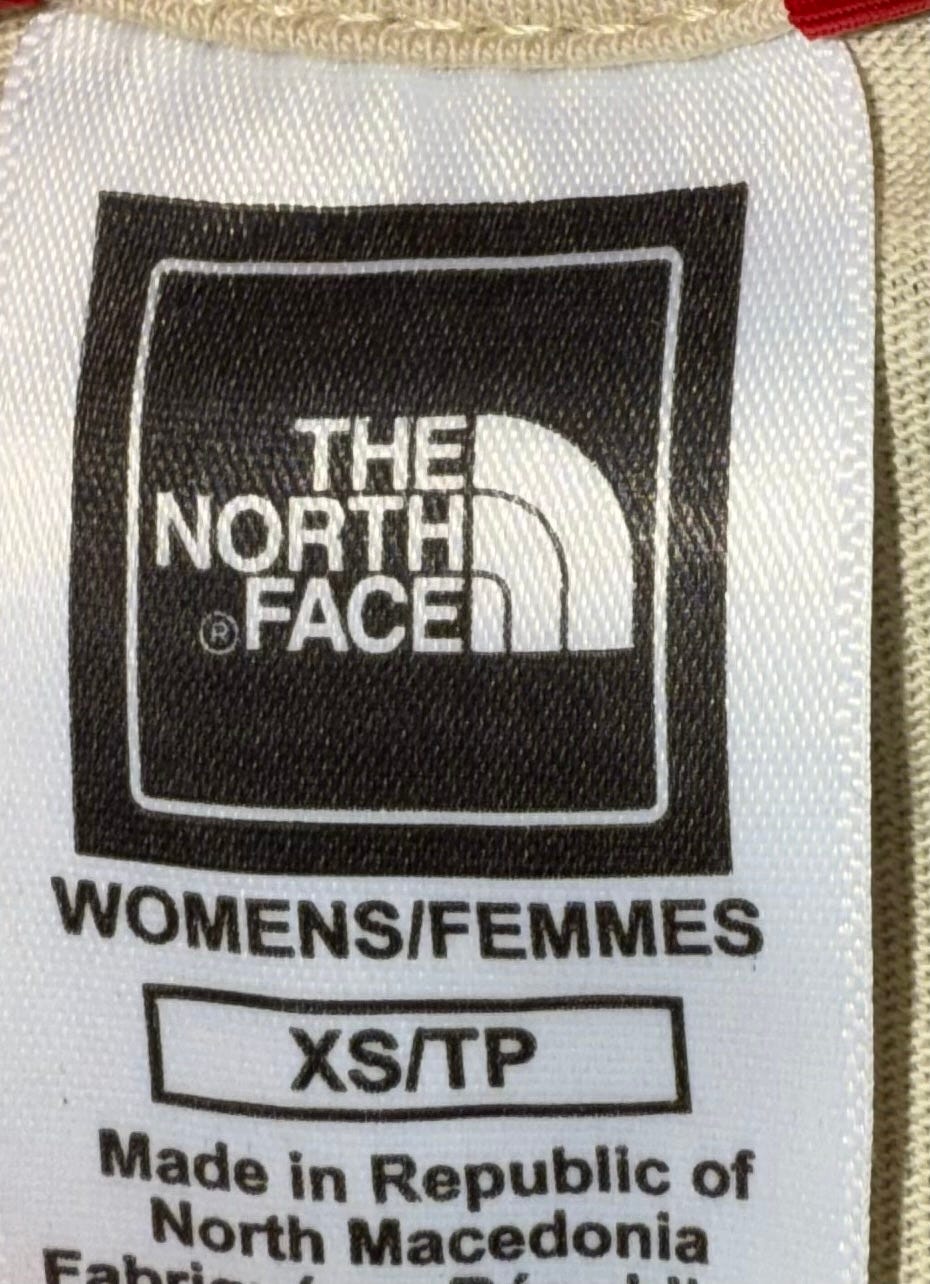 THE
NORTH
® FACE
WOMENS/FEMMES
XS/TP
Made in Republic of
North Macedonia